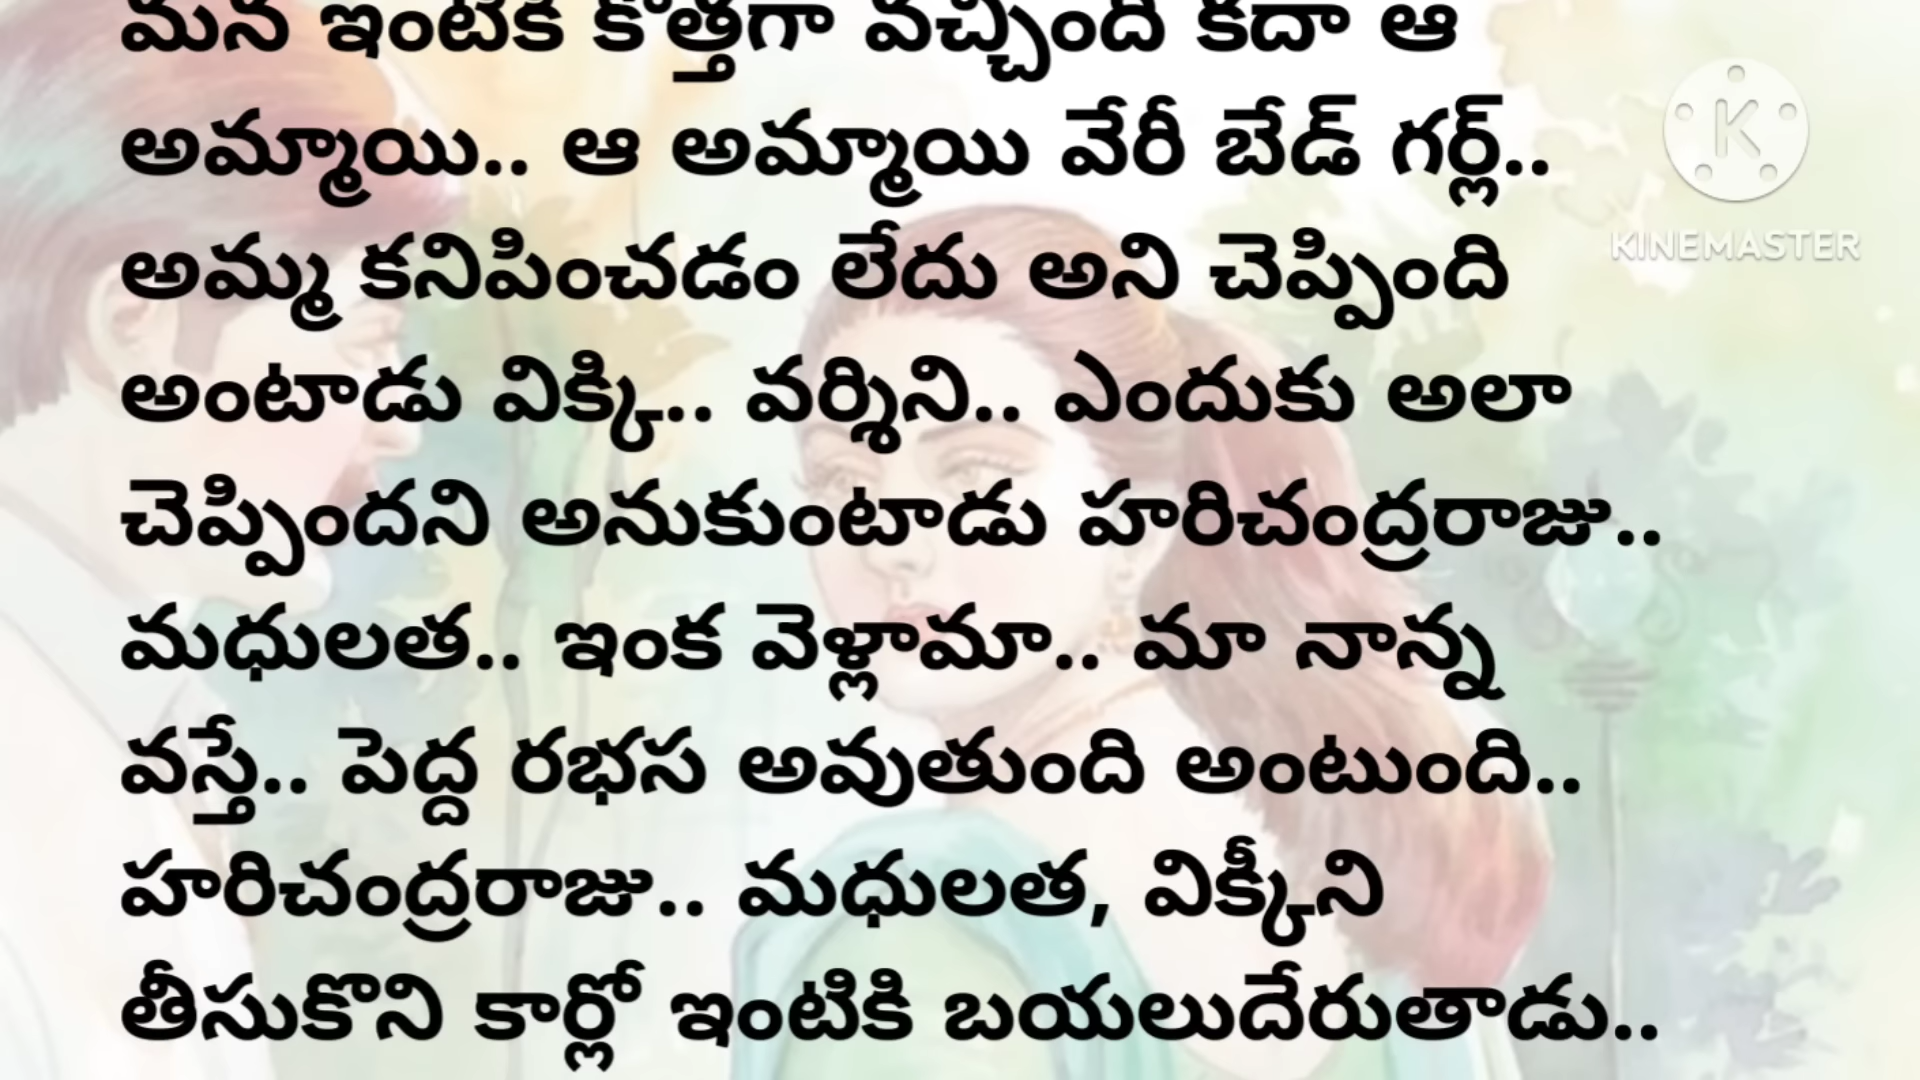 మన ఇంటికి కొత్తగా వచ్చింది కదా ఆ
అమ్మాయి.. ఆ అమ్మాయి వేరీ బేడ్ గర్ల్..
అమ్మ కనిపించడం లేదు అని చెప్పింది
అంటాడు విక్కి.. వర్శిని.. ఎందుకు అలా
చెప్పిందని అనుకుంటాడు హరిచంద్రరాజు..
మధులత.. ఇంక వెళ్లామా.. మా నాన్న
వస్తే.. పెద్ద రభస అవుతుంది అంటుంది..
హరిచంద్రరాజు.. మధులత, విక్కీని
తీసుకొని కార్లో ఇంటికి బయలుదేరుతాడు..
K
KINEMASTER